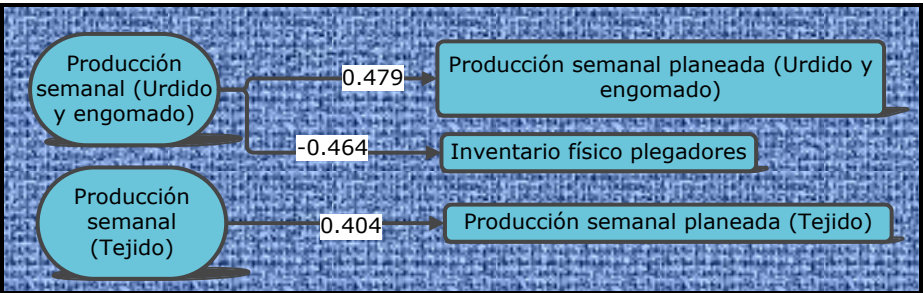 Producción
semanal (Urdido
y engomado)
0.479
Producción semanal planeada (Urdido y
engomado)
-0.464
Inventario físico plegadores
Producción
semanal
(Tejido)
0.404
Producción semanal planeada (Tejido)